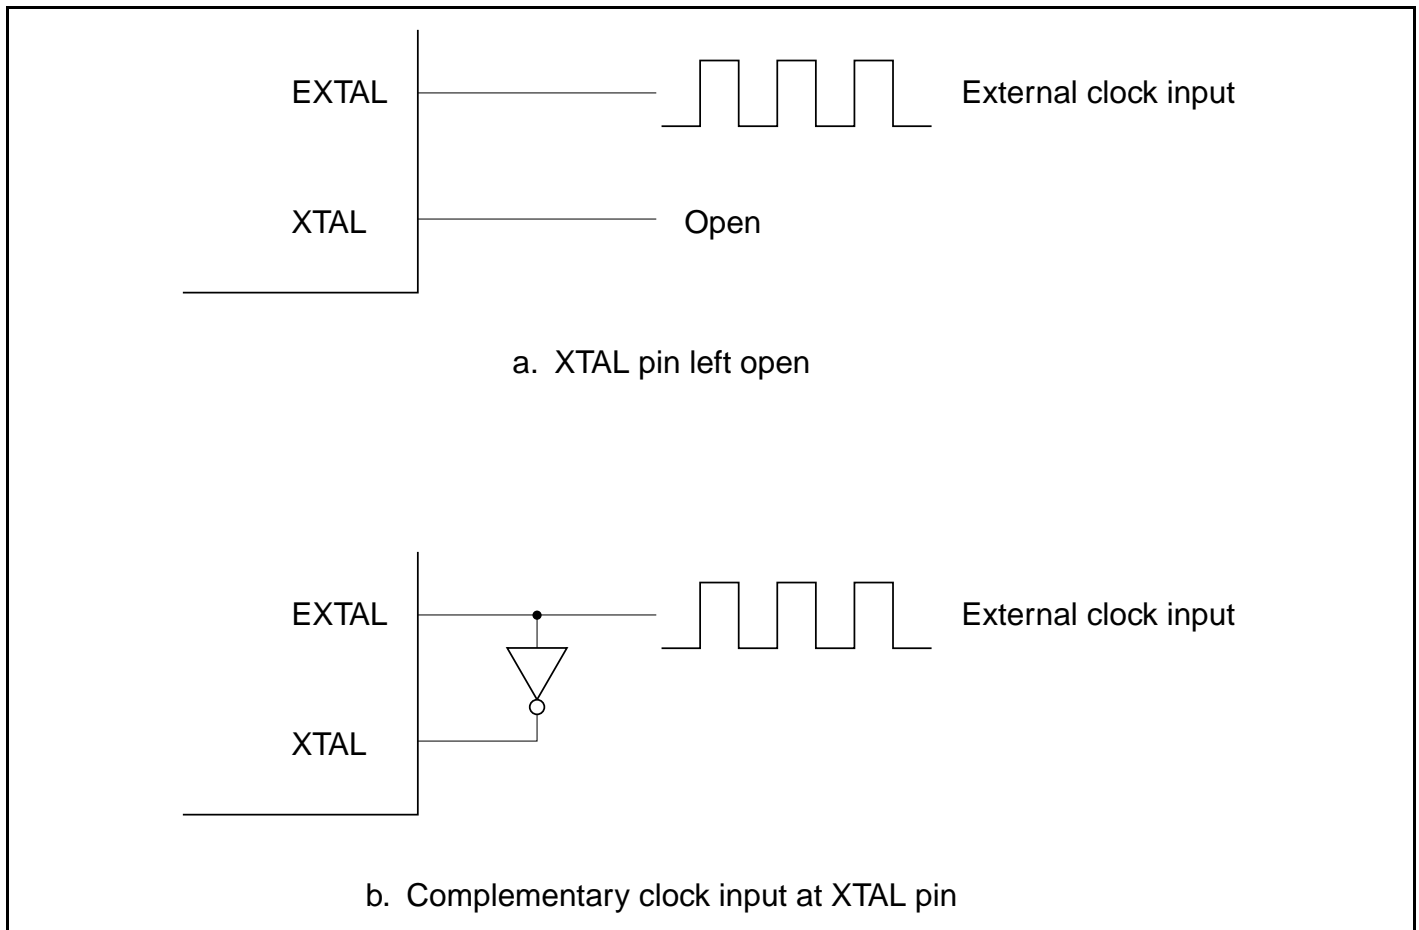 EXTAL
External clock input
XTAL
Open
a. XTAL pin left open
EXTAL
External clock input
XTAL
b. Complementary clock input at XTAL pin